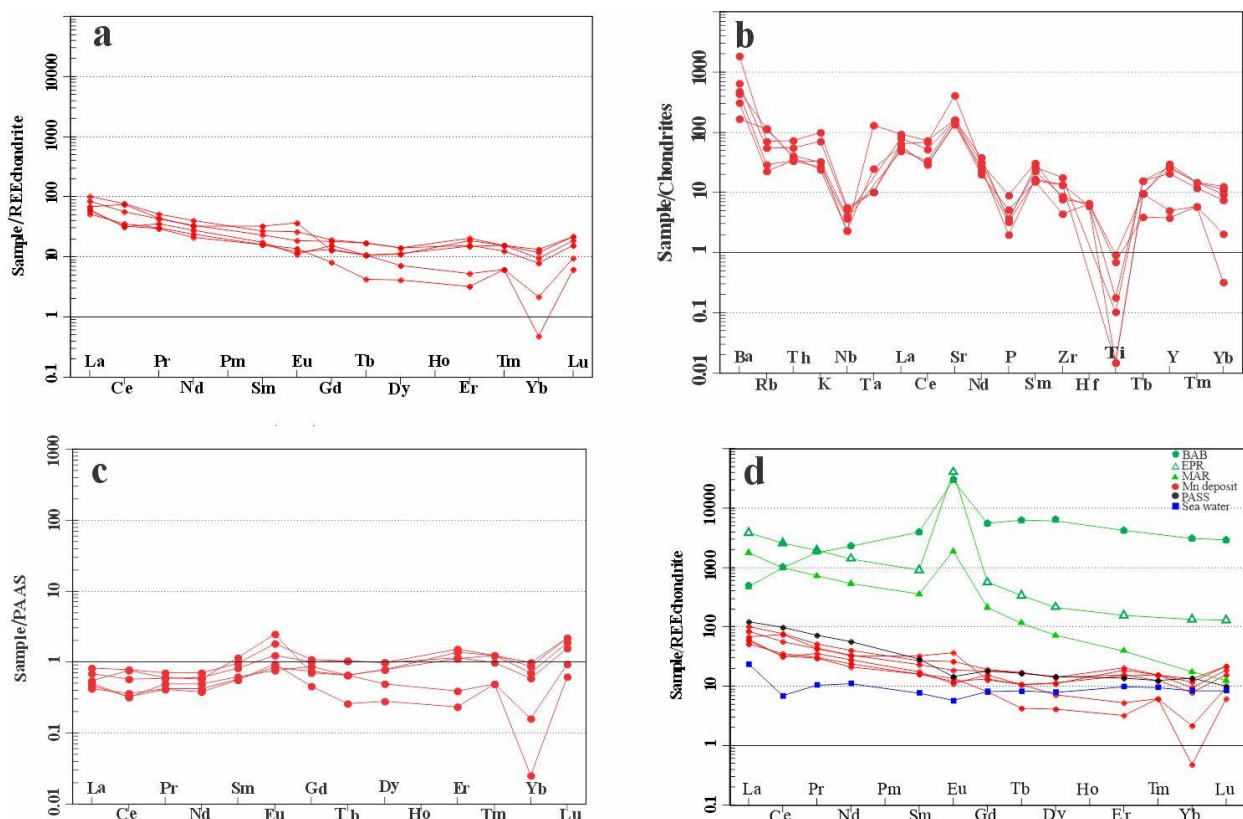 a
Sample/REEchondrite
10000
1000
100
10
1
0.1
La Pr Pm Eu Tb Ho Tm Lu
Ce Nd Sm Gd Dy Er Yb
b
Sample/Chondrites
1000
100
10
1
0.1
0.01
Ba Th Nb La Sr P Zr Ti Y Yb
Rb K Ta Ce Nd Sm Hf Tb Tm
c
Sample/PAAS
1000
100
10
1
0.1
0.01
La Pr Sm Gd Dy Er Yb
Ce Nd Eu Tb Ho Tm Lu
d
Sample/REEchondrite
10000
1000
100
10
1
0.1
BAB
EPR
MAR
Mn deposit
PASS
Sea water
La Pr Pm Eu Tb Ho Tm Lu
Ce Nd Sm Gd Dy Er Yb